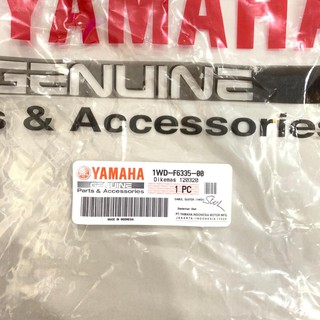 YAMAHA
GENUINE
s & Accessories
YAMAHA
GENUINE
Parts & Accessories
1WD-F6335-00
Dikemas 120320
1 PC
MADE IN INDONESIA
PT YAMAHA INDONESIA MOTOR MFG.